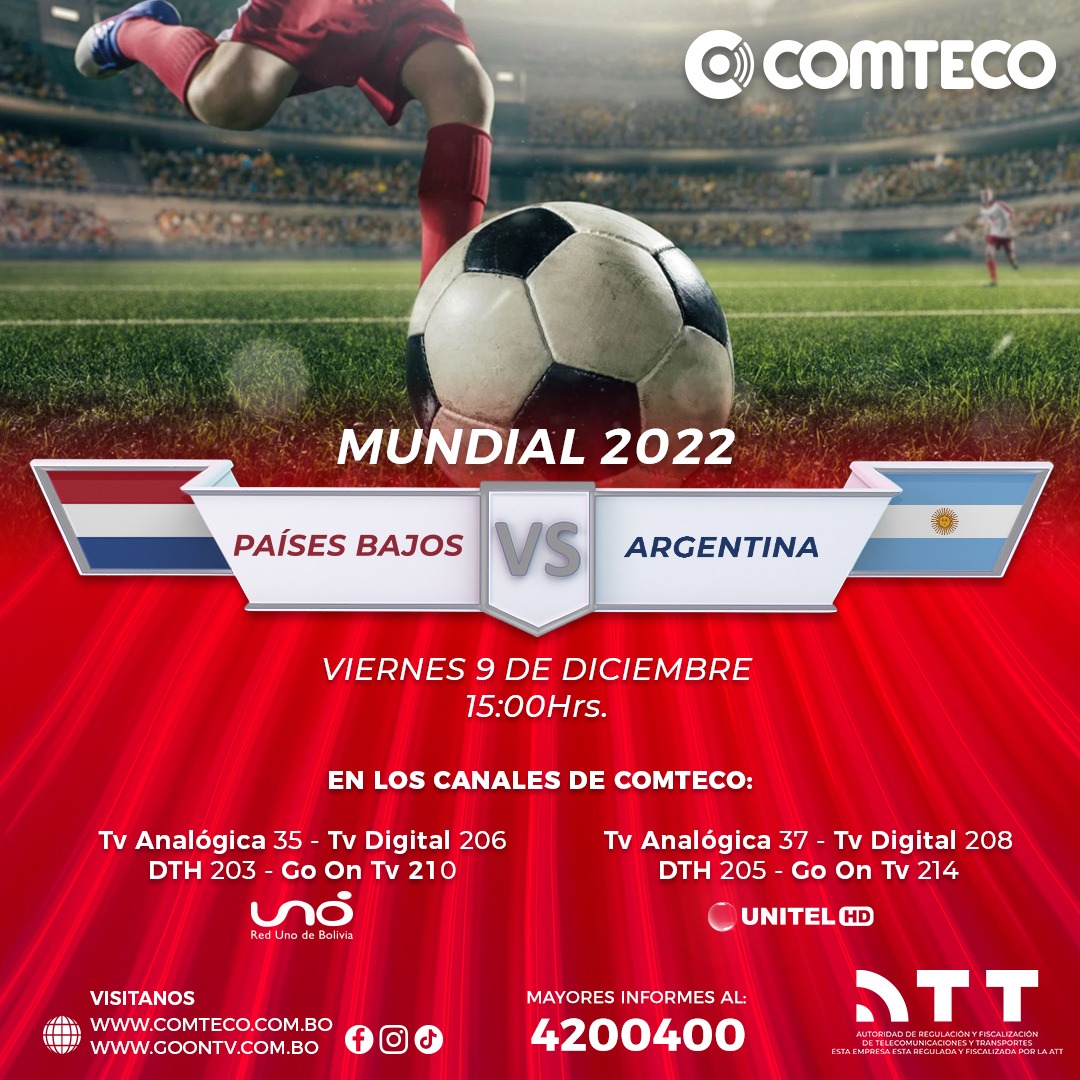 COMTECO
MUNDIAL 2022
PAÍSES BAJOS VS ARGENTINA
VIERNES 9 DE DICIEMBRE
15:00Hrs.
EN LOS CANALES DE COMTECO:
Tv Analógica 35 - Tv Digital 206
DTH 203 - Go On Tv 210
uno
Red Uno de Bolivia
Tv Analógica 37 - Tv Digital 208
DTH 205 - Go On Tv 214
UNITEL HD
VISITANOS
WWW.COMTECO.COM.BO
WWW.GOONTV.COM.BO
MAYORES INFORMES AL:
4200400
ATT
AUTORIDAD DE REGULACIÓN Y FISCALIZACIÓN
DE TELECOMUNICACIONES Y TRANSPORTES
ESTA EMPRESA ESTA REGULADA Y FISCALIZADA POR LA ATT